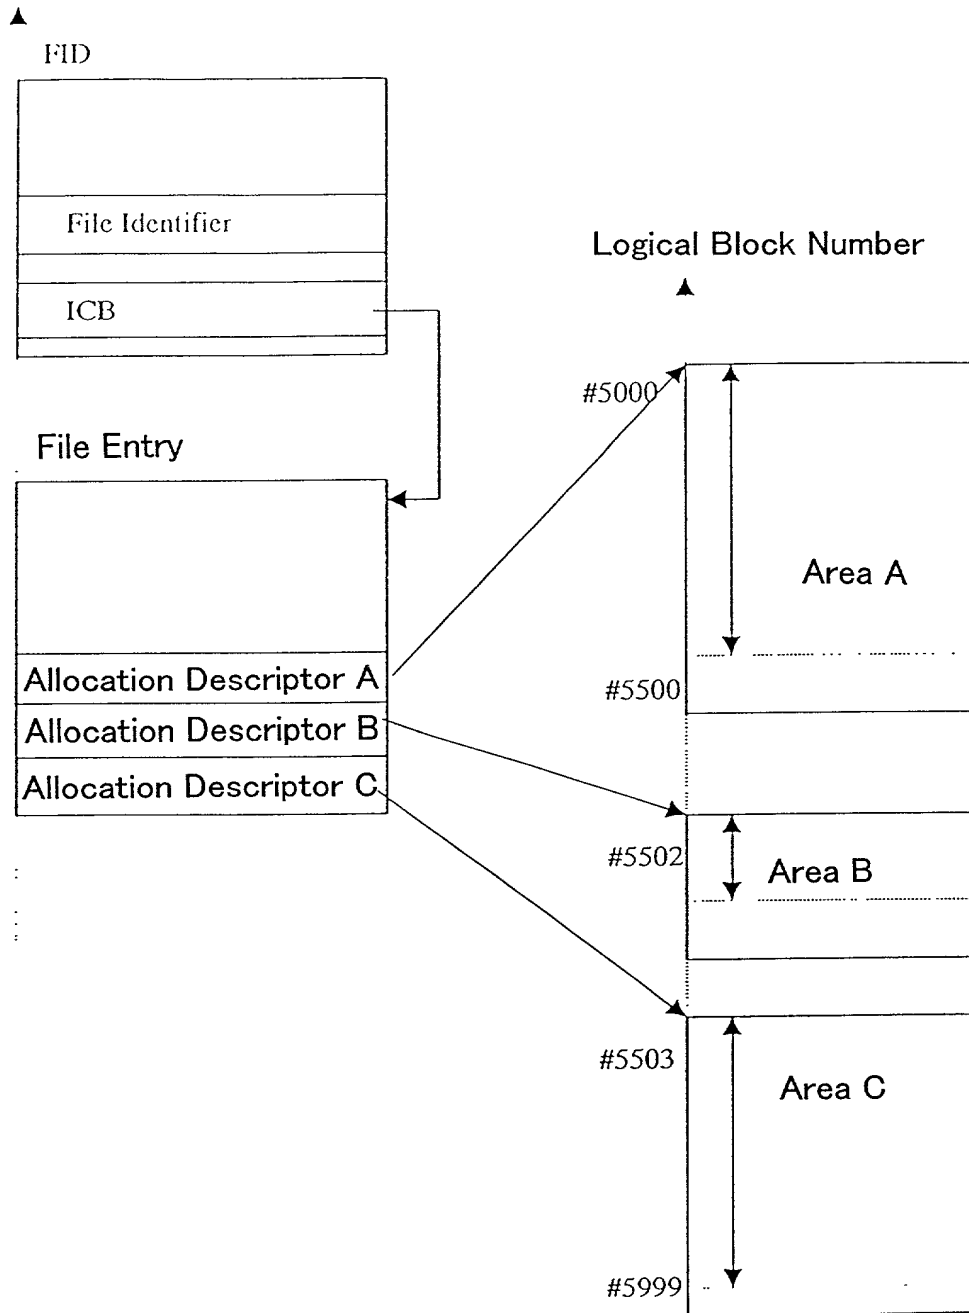 FID
File Identifier
ICB
File Entry
Allocation Descriptor A
Allocation Descriptor B
Allocation Descriptor C
Logical Block Number
#5000
Area A
#5500
#5502
Area B
#5503
Area C
#5999